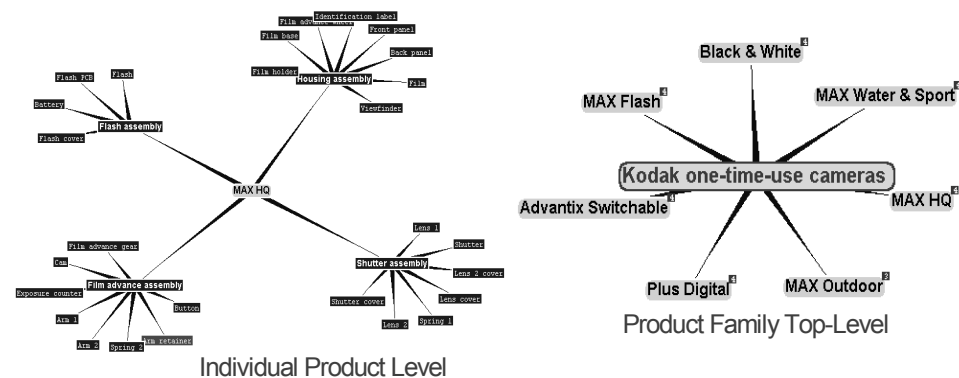 Identification label
Film advance wheel
Front panel
Film base
Back panel
Film holder
Housing assembly
Film
Viewfinder
Flash PCB
Flash
Battery
Flash assembly
Flash cover
MAX HQ
Lens 1
Film advance gear
Shutter
Cam
Shutter assembly
Lens 2 cover
Film advance assembly
Exposure counter
Button
Shutter cover
Lens cover
Arm 1
Lens 2
Spring 1
Arm 2
Spring 2
Arm retainer
Individual Product Level
Black & White 4
MAX Flash 4
MAX Water & Sport
Kodak one-time-use cameras
Advantix Switchable 4
MAX HQ 4
Plus Digital 4
MAX Outdoor 3
Product Family Top-Level